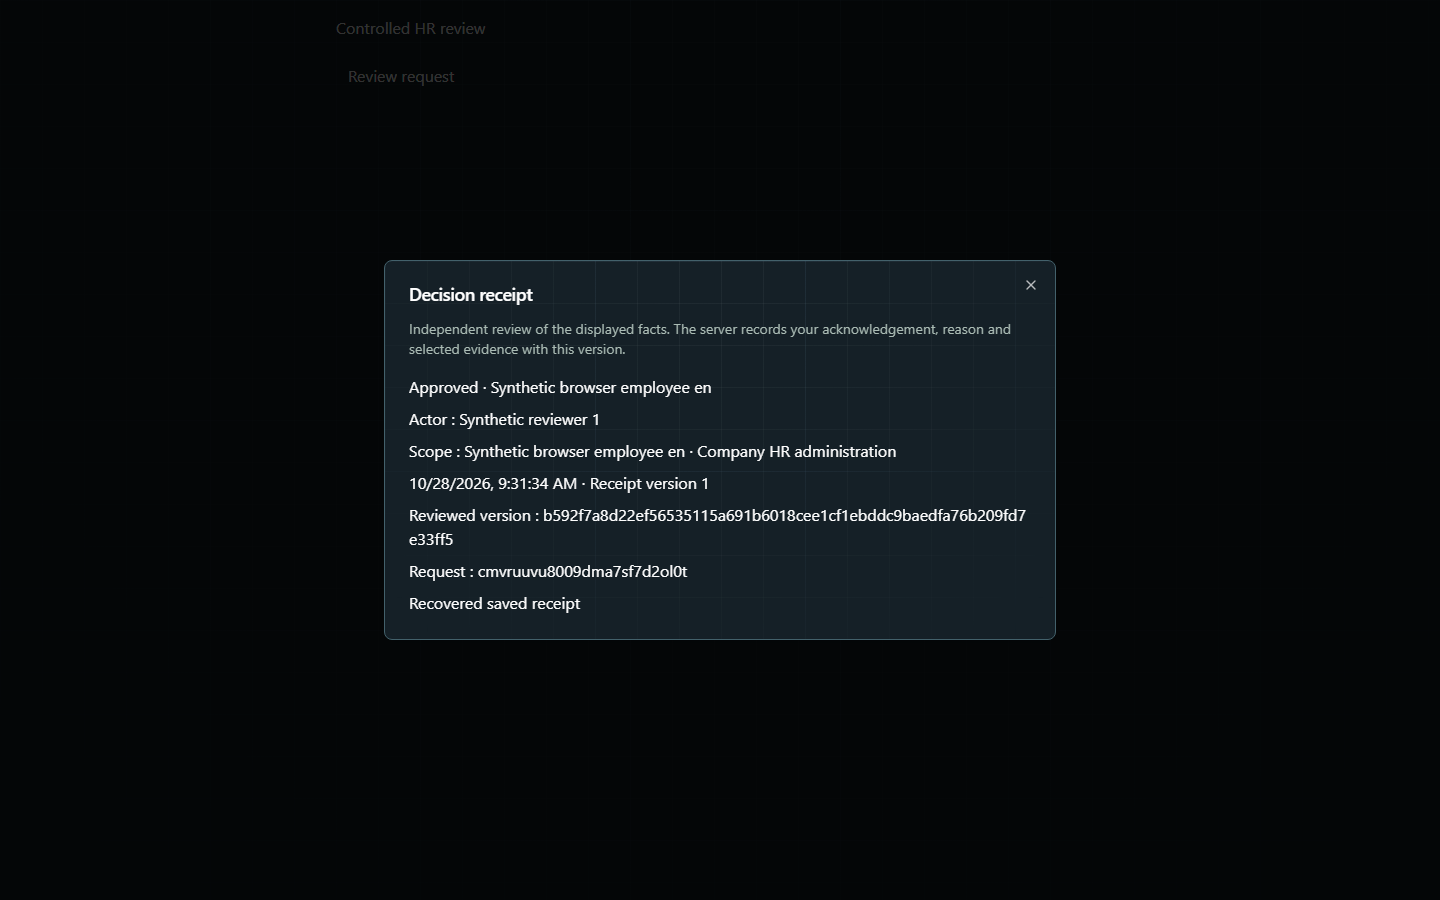 Controlled HR review
Review request
Decision receipt
Independent review of the displayed facts. The server records your acknowledgement, reason and
selected evidence with this version.
Approved · Synthetic browser employee en
Actor : Synthetic reviewer 1
Scope : Synthetic browser employee en · Company HR administration
10/28/2026, 9:31:34 AM · Receipt version 1
Reviewed version : b592f7a8d22ef56535115a691b6018cee1cf1ebddc9baedfa76b209fd7
e33ff5
Request : cmvruuvu8009dma7sf7d2ol0t
Recovered saved receipt